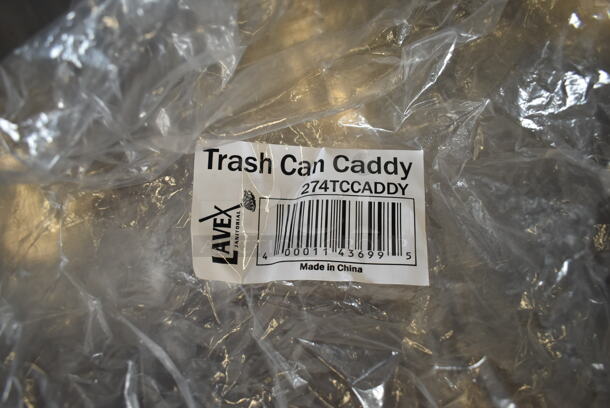 Trash Can Caddy
274TCCADDY
LAVEX
JANITORIAL
4 00011 43699 5
Made in China